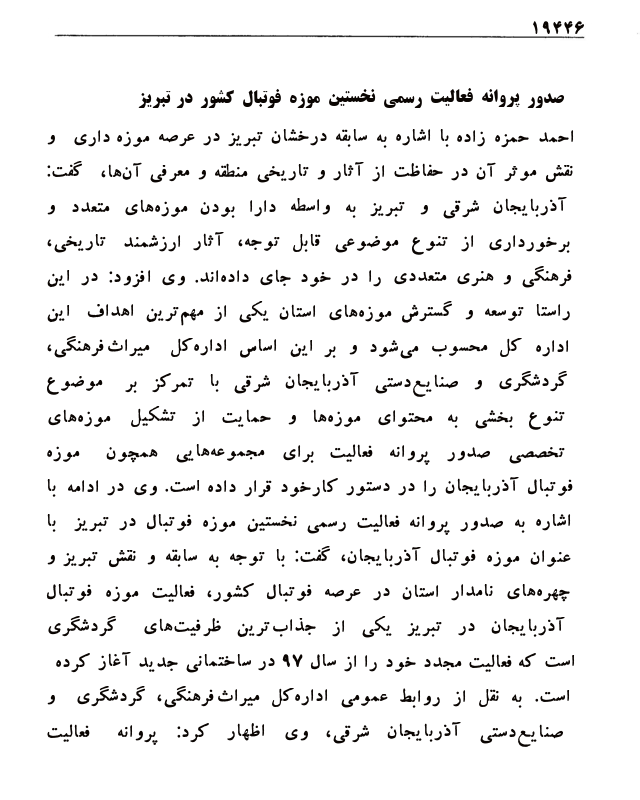 ۱۹۴۴۶
صدور پروانه فعالیت رسمی نخستین موزه فوتبال کشور در تبریز
احمد حمزه زاده با اشاره به سابقه درخشان تبریز در عرصه موزه داری و
نقش موثر آن در حفاظت از آثار و تاریخی منطقه و معرفی آن‌ها، گفت:
آذربایجان شرقی و تبریز به واسطه دارا بودن موزه‌های متعدد و
برخورداری از تنوع موضوعی قابل توجه، آثار ارزشمند تاریخی،
فرهنگی و هنری متعددی را در خود جای داده‌اند. وی افزود: در این
راستا توسعه و گسترش موزه‌های استان یکی از مهم‌ترین اهداف این
اداره کل محسوب می‌شود و بر این اساس اداره‌کل میراث‌فرهنگی،
گردشگری و صنایع‌دستی آذربایجان شرقی با تمرکز بر موضوع
تنوع بخشی به محتوای موزه‌ها و حمایت از تشکیل موزه‌های
تخصصی صدور پروانه فعالیت برای مجموعه‌هایی همچون موزه
فوتبال آذربایجان را در دستور کارخود قرار داده است. وی در ادامه با
اشاره به صدور پروانه فعالیت رسمی نخستین موزه فوتبال در تبریز با
عنوان موزه فوتبال آذربایجان، گفت: با توجه به سابقه و نقش تبریز و
چهره‌های نامدار استان در عرصه فوتبال کشور، فعالیت موزه فوتبال
آذربایجان در تبریز یکی از جذاب‌ترین ظرفیت‌های گردشگری
است که فعالیت مجدد خود را از سال ۹۷ در ساختمانی جدید آغاز کرده
است. به نقل از روابط عمومی اداره‌کل میراث‌فرهنگی، گردشگری و
صنایع‌دستی آذربایجان شرقی، وی اظهار کرد: پروانه فعالیت